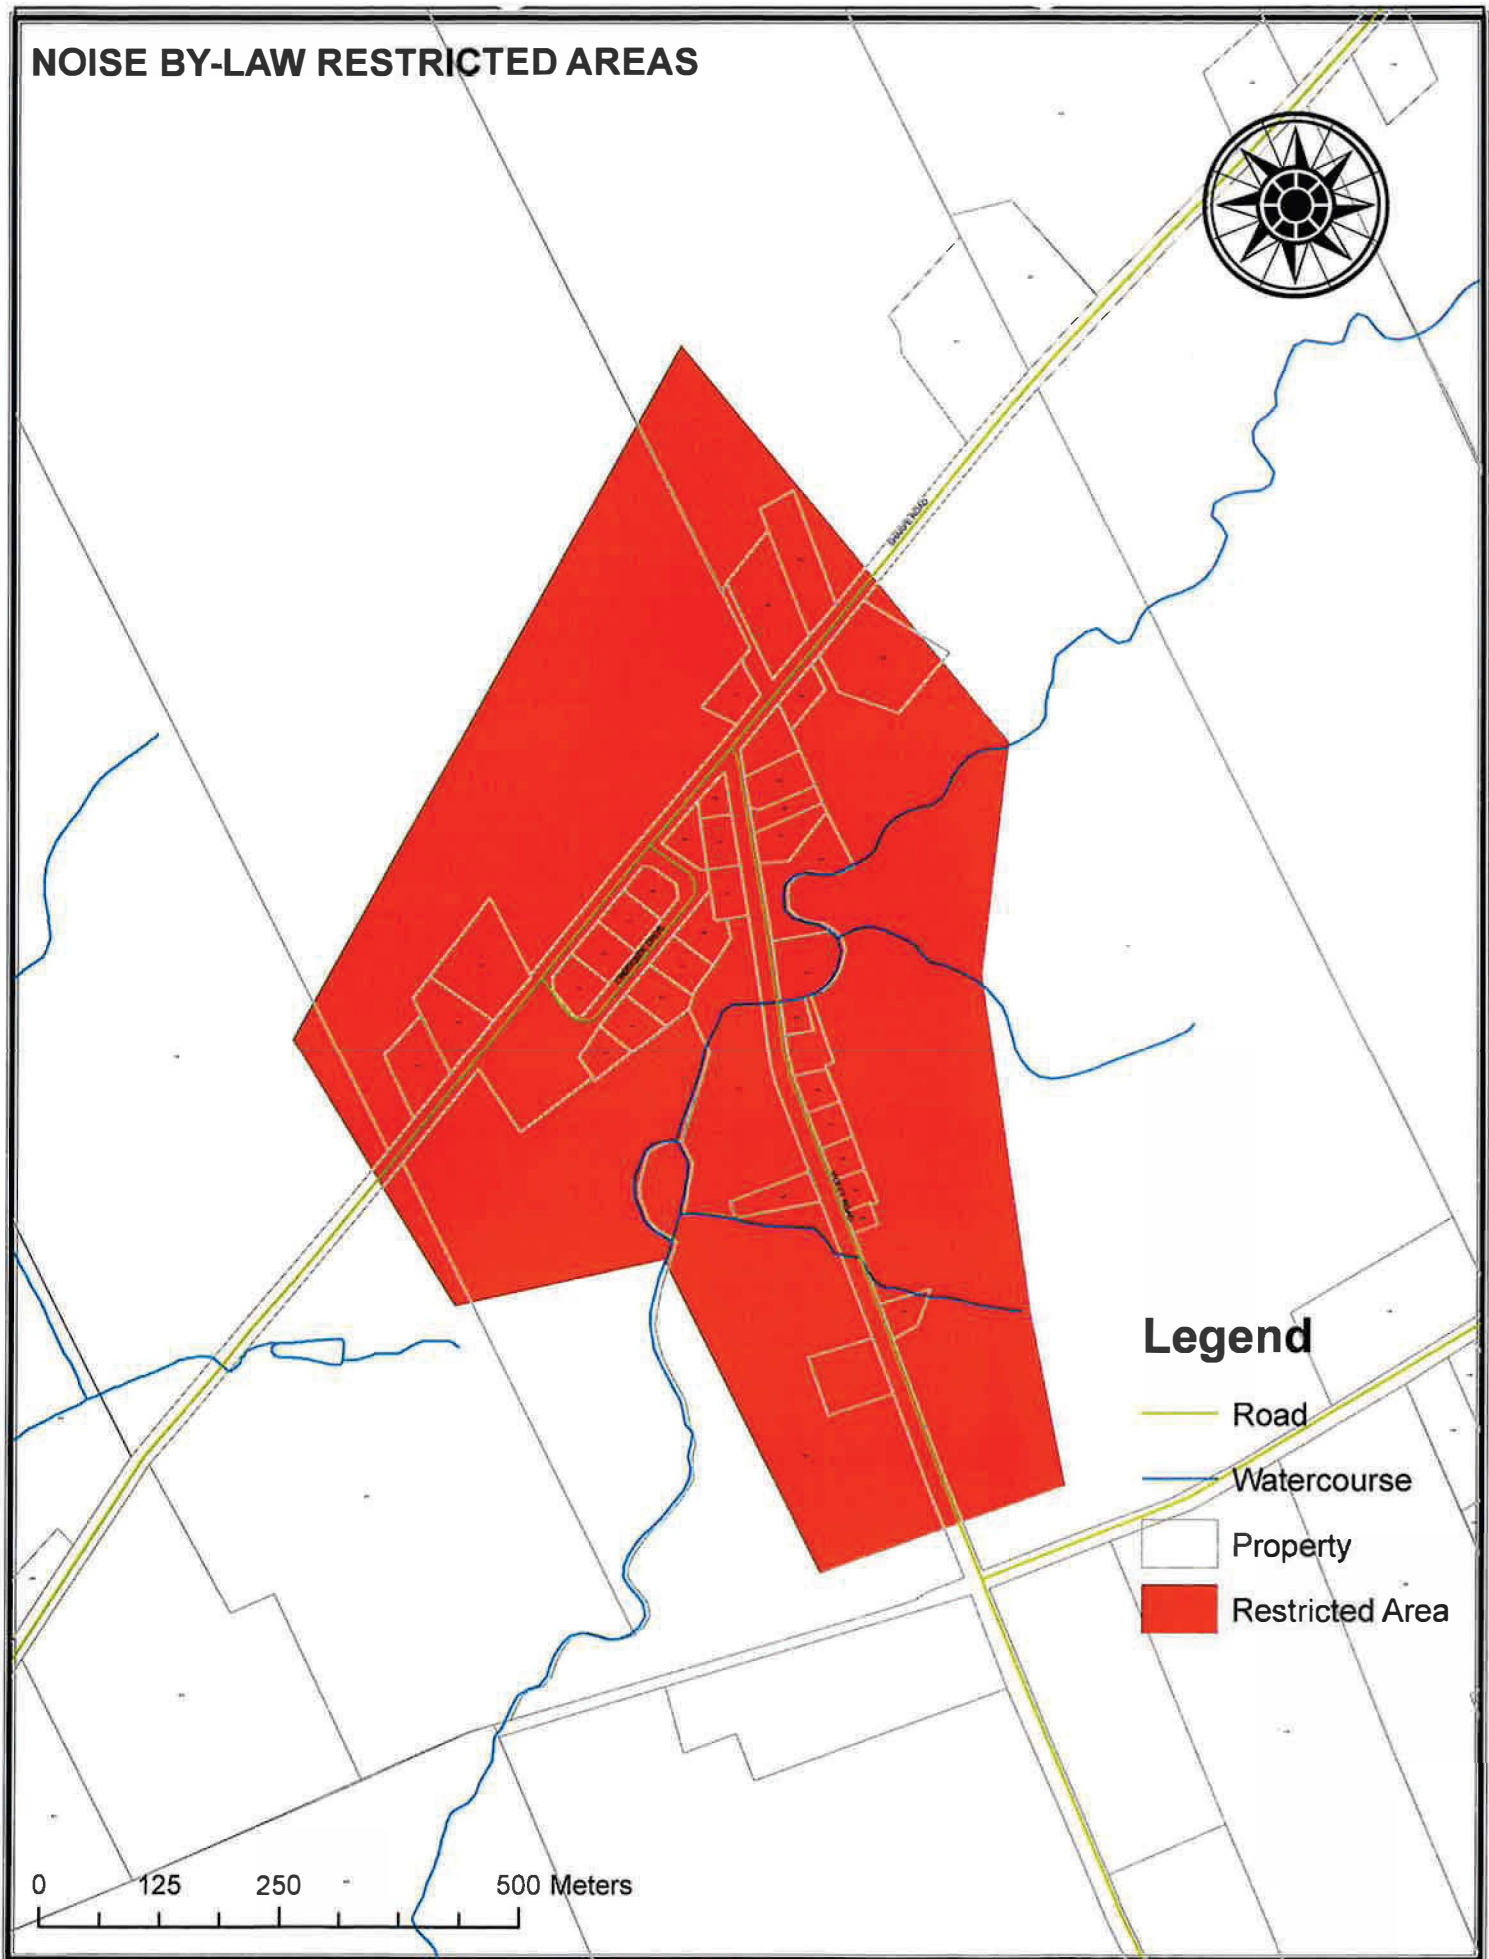 NOISE BY-LAW RESTRICTED AREAS
Legend
Road
Watercourse
Property
Restricted Area
0 125 250 500 Meters